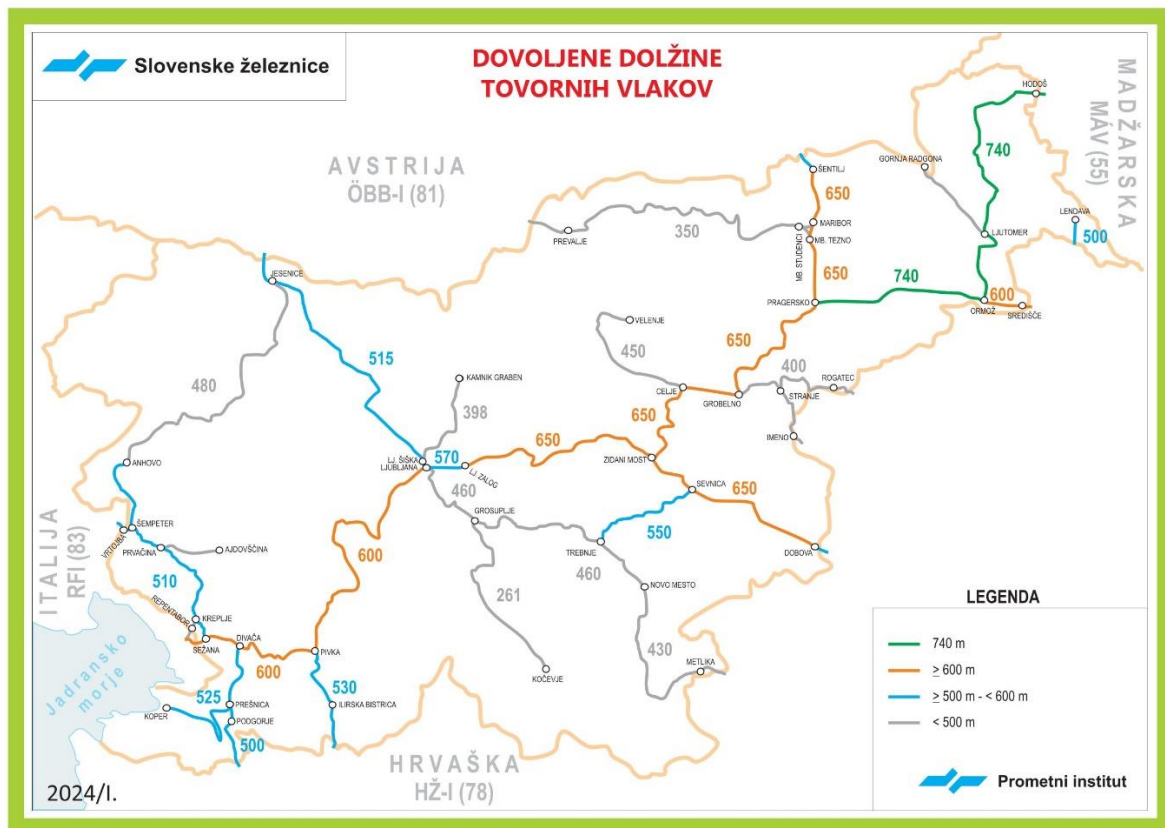 Slovenske železnice
DOVOLJENE DOLŽINE
TOVORNIH VLAKOV
AVSTRIJA
ÖBB-I (81)
MADŽARSKA
MÁV (55)
HODOŠ
740
GORNJA RADGONA
ŠENTILJ
650
LENDAVA
500
LJUTOMER
MARIBOR
MB. TEZNO
MB. STUDENCI
350
PREVALJE
650
740
PRAGERSKO
ORMOŽ
600
SREDIŠČE
JESENICE
515
480
VELENJE
450
650
400
ROGATEC
STRANJE
IMENO
CELJE
GROBELNO
650
KAMNIK GRABEN
398
650
LJ. ŠIŠKA
LJUBLJANA
570
LJ. ZALOG
ZIDANI MOST
ANHOVO
460
SEVNICA
650
GROSUPLJE
550
TREBNJE
DOBOVA
ŠEMPETER
VRTOJBA
PRVAČINA
AJDOVŠČINA
600
460
NOVO MESTO
ITALIJA
RFI (83)
510
261
REPENTABOR
KREPLJE
SEŽANA
DIVAČA
600
PIVKA
430
METLIKA
KOČEVJE
Jadransko
morje
525
530
PREŠNICA
ILIRSKA BISTRICA
KOPER
PODGORJE
500
HRVAŠKA
HŽ-I (78)
LEGENDA
740 m
≥ 600 m
≥ 500 m - < 600 m
< 500 m
Prometni institut
2024/I.